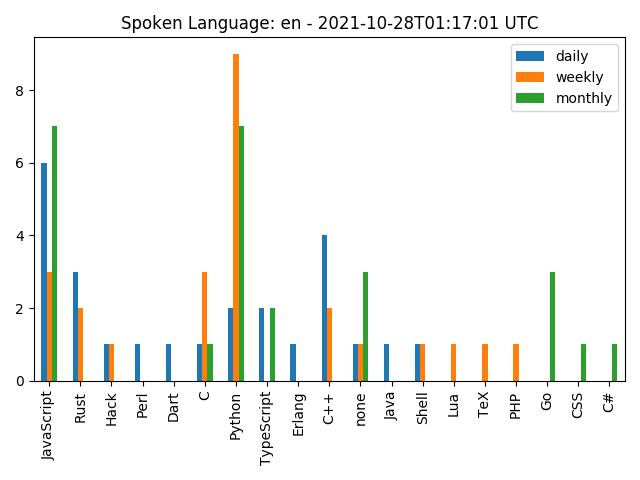 Spoken Language: en - 2021-10-28T01:17:01 UTC
daily
weekly
monthly
8
6
4
2
0
JavaScript
Rust
Hack
Perl
Dart
C
Python
TypeScript
Erlang
C++
none
Java
Shell
Lua
TeX
PHP
Go
CSS
C#